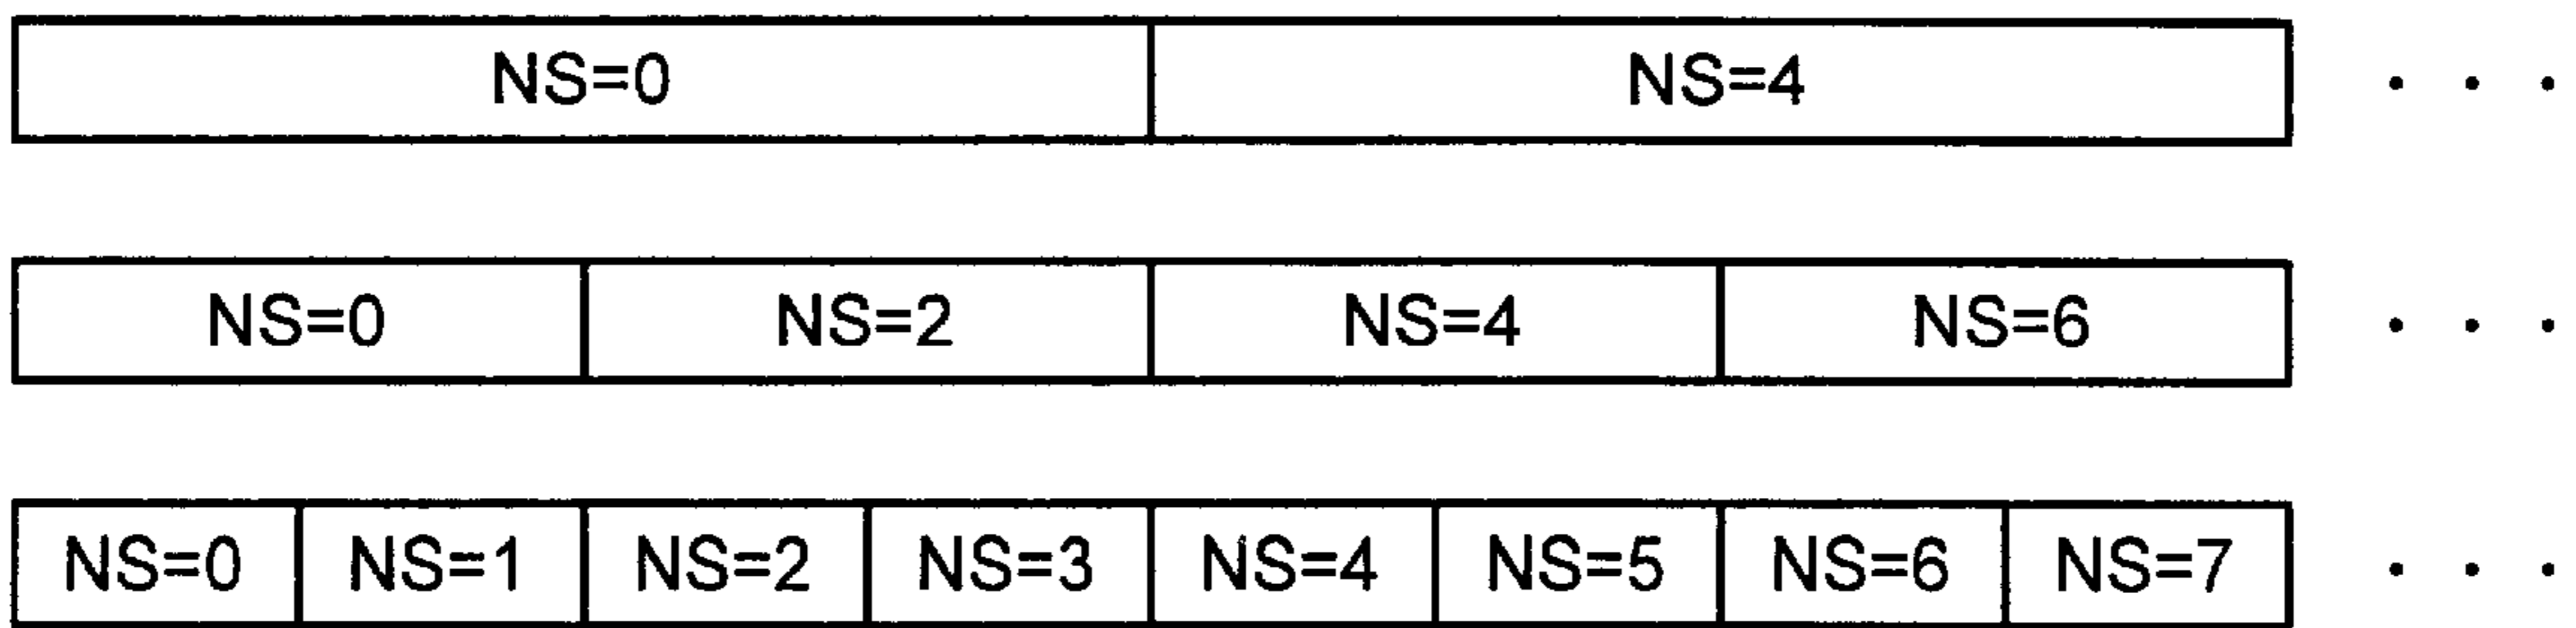 NS=0 NS=4 . . .
NS=0 NS=2 NS=4 NS=6 . . .
NS=0 NS=1 NS=2 NS=3 NS=4 NS=5 NS=6 NS=7 . . .